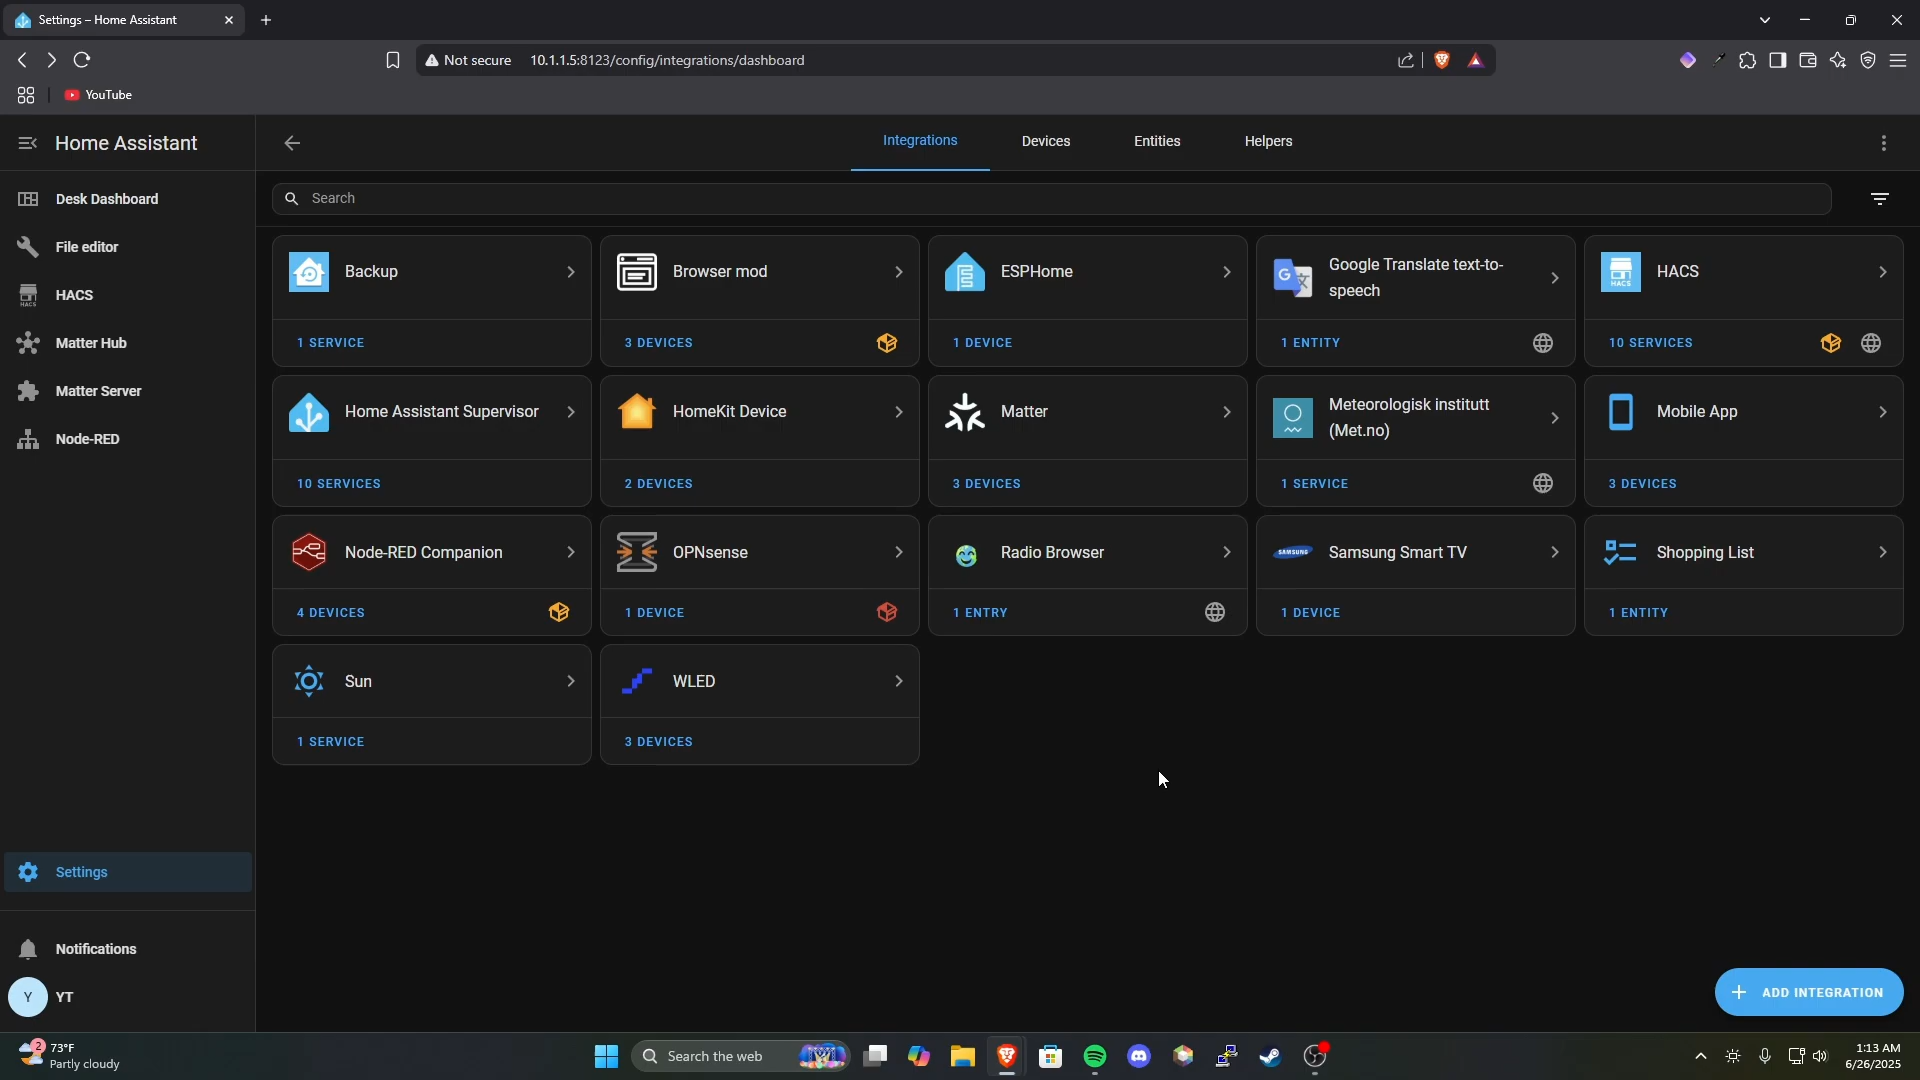 Settings – Home Assistant
Not secure 10.1.1.5:8123/config/integrations/dashboard
YouTube
Home Assistant
Integrations Devices Entities Helpers
Desk Dashboard
File editor
HACS
Matter Hub
Matter Server
Node-RED
Settings
Notifications
Y YT
Search
Backup
1 SERVICE
Browser mod
3 DEVICES
ESPHome
1 DEVICE
Google Translate text-to-
speech
1 ENTITY
HACS
HACS
10 SERVICES
Home Assistant Supervisor
10 SERVICES
HomeKit Device
2 DEVICES
Matter
3 DEVICES
Meteorologisk institutt
(Met.no)
1 SERVICE
Mobile App
3 DEVICES
Node-RED Companion
4 DEVICES
OPNsense
1 DEVICE
Radio Browser
1 ENTRY
SAMSUNG
Samsung Smart TV
1 DEVICE
Shopping List
1 ENTITY
Sun
1 SERVICE
WLED
3 DEVICES
ADD INTEGRATION
2
73°F
Partly cloudy
Search the web
1:13 AM
6/26/2025